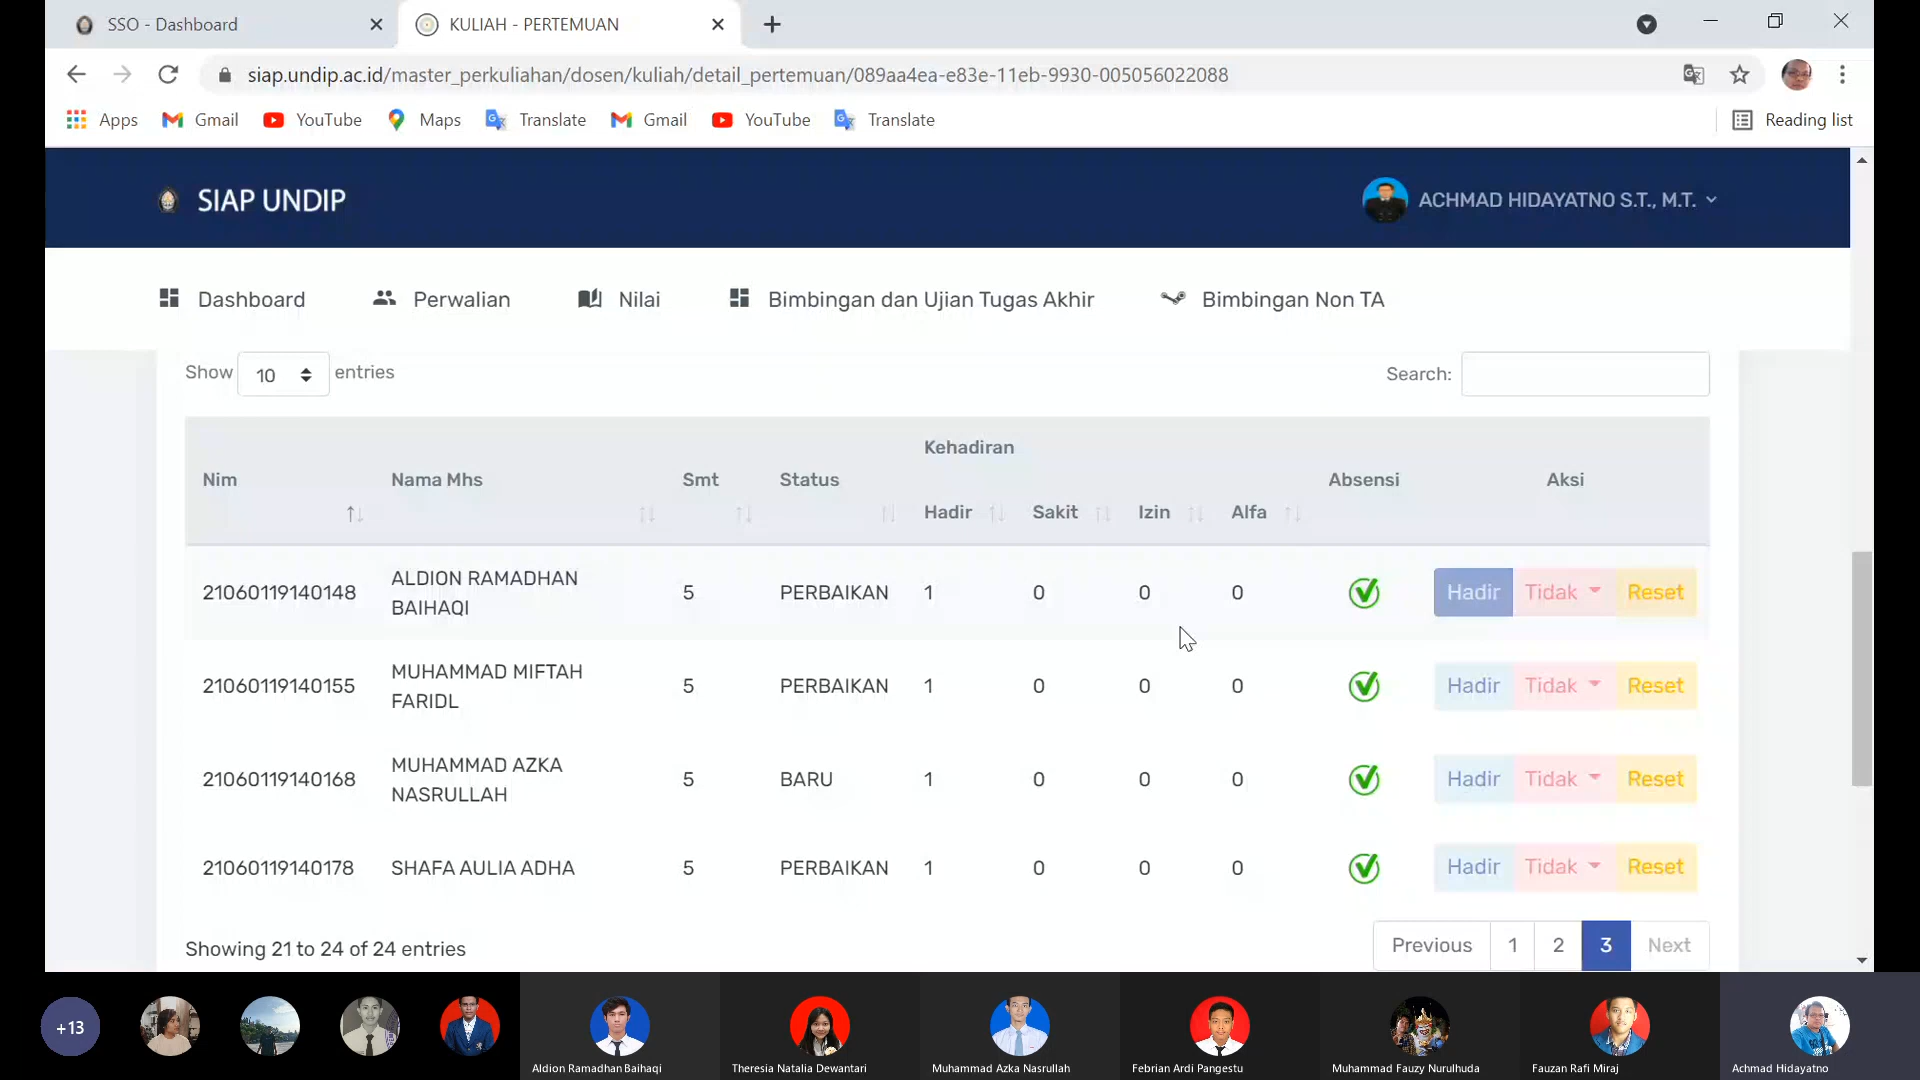 SSO - Dashboard
KULIAH - PERTEMUAN
siap.undip.ac.id/master_perkuliahan/dosen/kuliah/detail_pertemuan/089aa4ea-e83e-11eb-9930-005056022088
Apps Gmail YouTube Maps Translate Gmail YouTube Translate Reading list
SIAP UNDIP
ACHMAD HIDAYATNO S.T., M.T.
Dashboard Perwalian Nilai Bimbingan dan Ujian Tugas Akhir Bimbingan Non TA
Show 10 entries Search:
Kehadiran
Nim Nama Mhs Smt Status Absensi Aksi
Hadir Sakit Izin Alfa
21060119140148 ALDION RAMADHAN BAIHAQI 5 PERBAIKAN 1 0 0 0 Hadir Tidak Reset
21060119140155 MUHAMMAD MIFTAH FARIDL 5 PERBAIKAN 1 0 0 0 Hadir Tidak Reset
21060119140168 MUHAMMAD AZKA NASRULLAH 5 BARU 1 0 0 0 Hadir Tidak Reset
21060119140178 SHAFA AULIA ADHA 5 PERBAIKAN 1 0 0 0 Hadir Tidak Reset
Showing 21 to 24 of 24 entries
Previous 1 2 3 Next
+13
Aldion Ramadhan Baihaqi
Theresia Natalia Dewantari
Muhammad Azka Nasrullah
Febrian Ardi Pangestu
Muhammad Fauzy Nurulhuda
Fauzan Rafi Miraj
Achmad Hidayatno